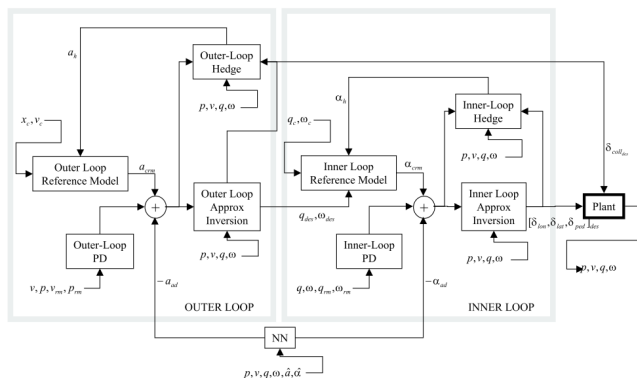 a_h
Outer-Loop
Hedge
p, v, q, ω
x_c, v_c
Outer Loop
Reference Model
a_crm
+
Outer Loop
Approx
Inversion
p, v, q, ω
Outer-Loop
PD
v, p, v_rm, p_rm
−a_ad
OUTER LOOP
q_des, ω_des
α_h
Inner-Loop
Hedge
p, v, q, ω
q_c, ω_c
Inner Loop
Reference Model
α_crm
+
Inner Loop
Approx
Inversion
p, v, q, ω
Inner-Loop
PD
q, ω, q_rm, ω_rm
−α_ad
INNER LOOP
δ_coll_des
[δ_lon, δ_lat, δ_ped]_des
Plant
p, v, q, ω
NN
p, v, q, ω, â, α̂